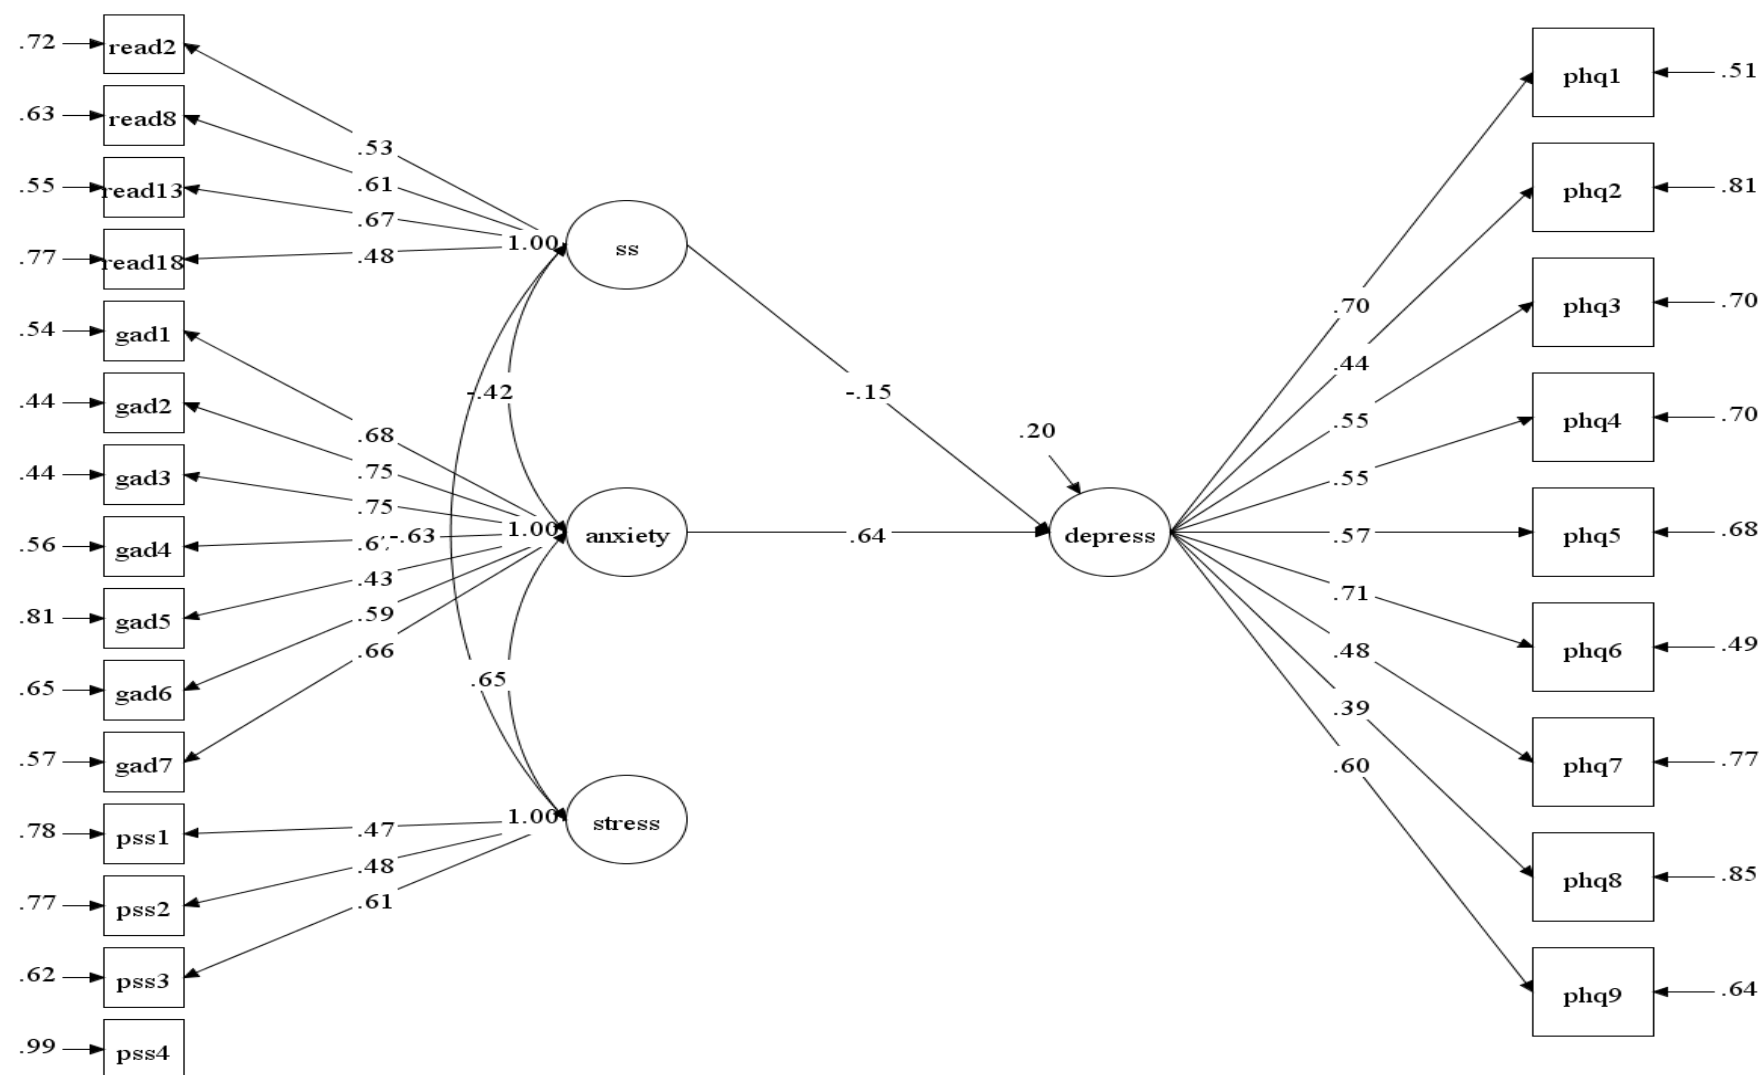 .72 read2
.63 read8
.55 read13
.77 read18
.54 gad1
.44 gad2
.44 gad3
.56 gad4
.81 gad5
.65 gad6
.57 gad7
.78 pss1
.77 pss2
.62 pss3
.99 pss4
.53
.61
.67
.48
.68
.75
.75
.43
.59
.66
.47
.48
.61
1.00 ss
1.00 anxiety
1.00 stress
-.42
-.63
.65
-.15
.64
.20
depress
.70
.44
.55
.55
.57
.71
.48
.39
.60
phq1 .51
phq2 .81
phq3 .70
phq4 .70
phq5 .68
phq6 .49
phq7 .77
phq8 .85
phq9 .64